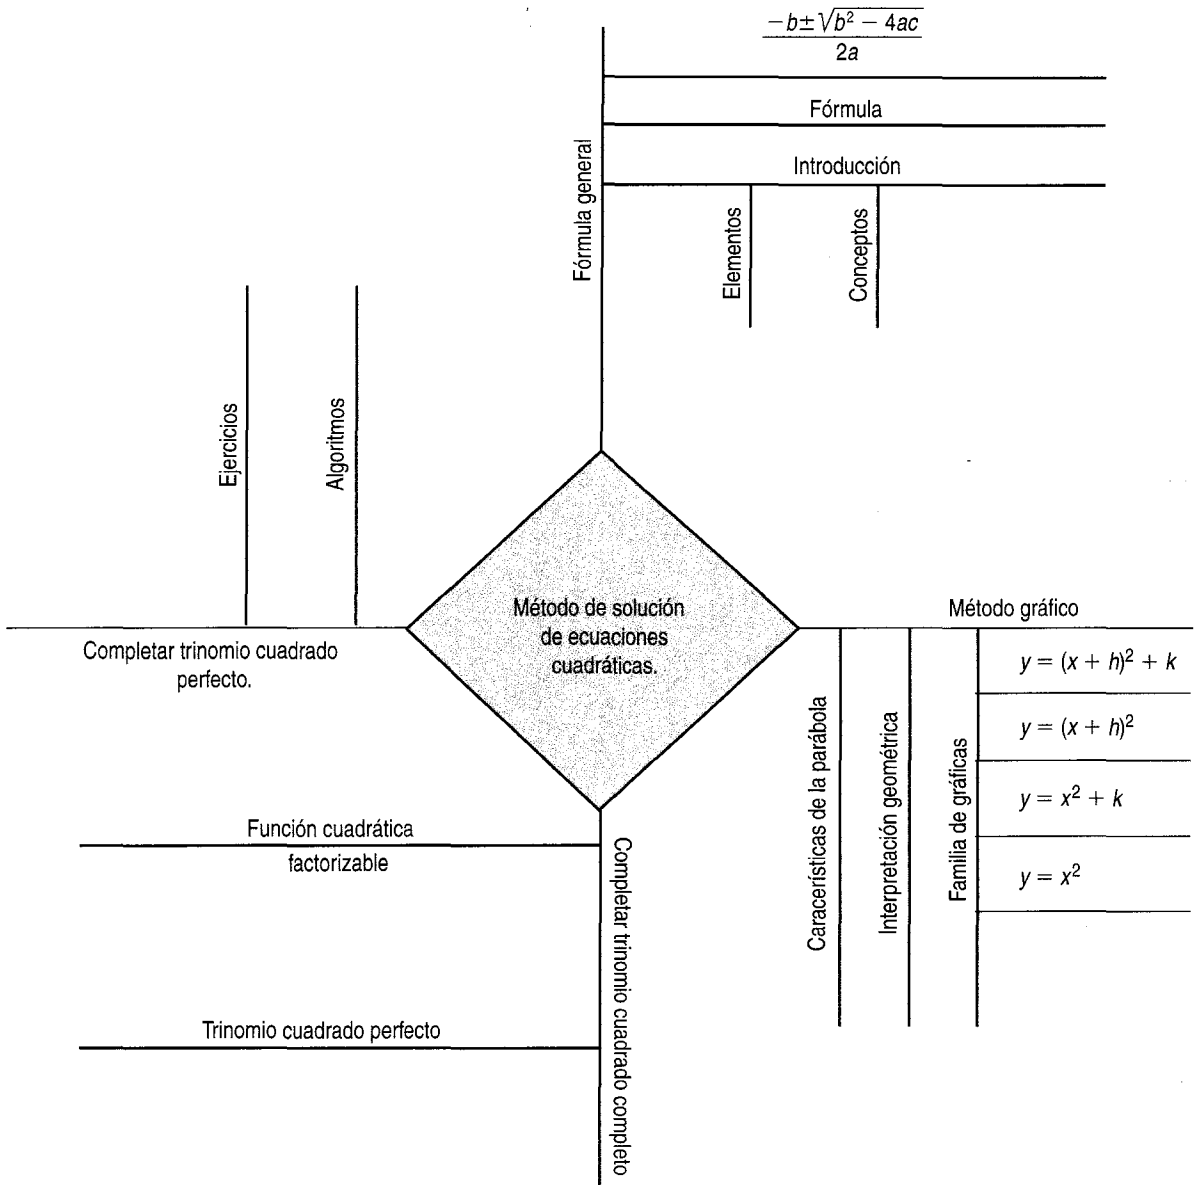 −b±√b² − 4ac
2a
Fórmula
Introducción
Fórmula general
Elementos
Conceptos
Ejercicios
Algoritmos
Método de solución
de ecuaciones
cuadráticas.
Método gráfico
Completar trinomio cuadrado
perfecto.
y = (x + h)² + k
y = (x + h)²
y = x² + k
y = x²
Caracerísticas de la parábola
Interpretación geométrica
Familia de gráficas
Función cuadrática
factorizable
Trinomio cuadrado perfecto
Completar trinomio cuadrado completo